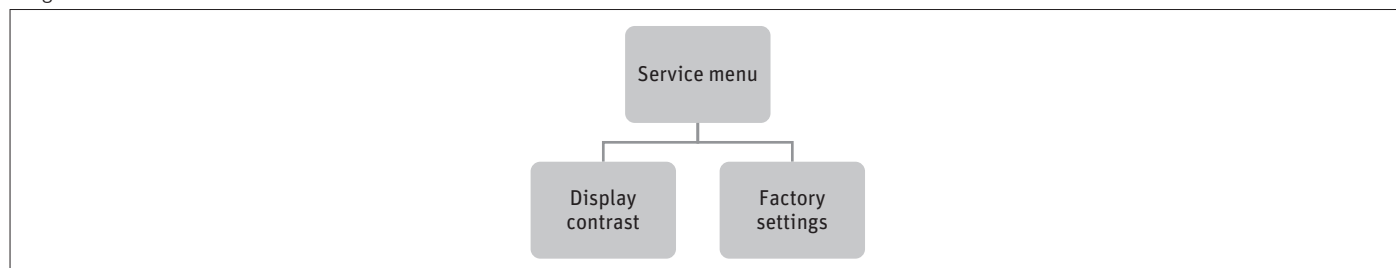 Service menu
Display
contrast
Factory
settings